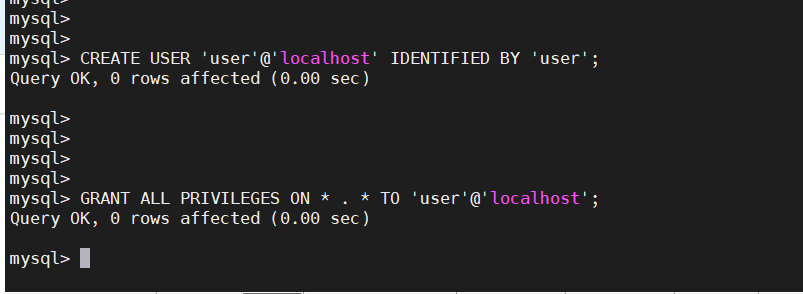 mysql>
mysql>
mysql>
mysql> CREATE USER 'user'@'localhost' IDENTIFIED BY 'user';
Query OK, 0 rows affected (0.00 sec)
mysql>
mysql>
mysql>
mysql>
mysql> GRANT ALL PRIVILEGES ON * . * TO 'user'@'localhost';
Query OK, 0 rows affected (0.00 sec)
mysql>